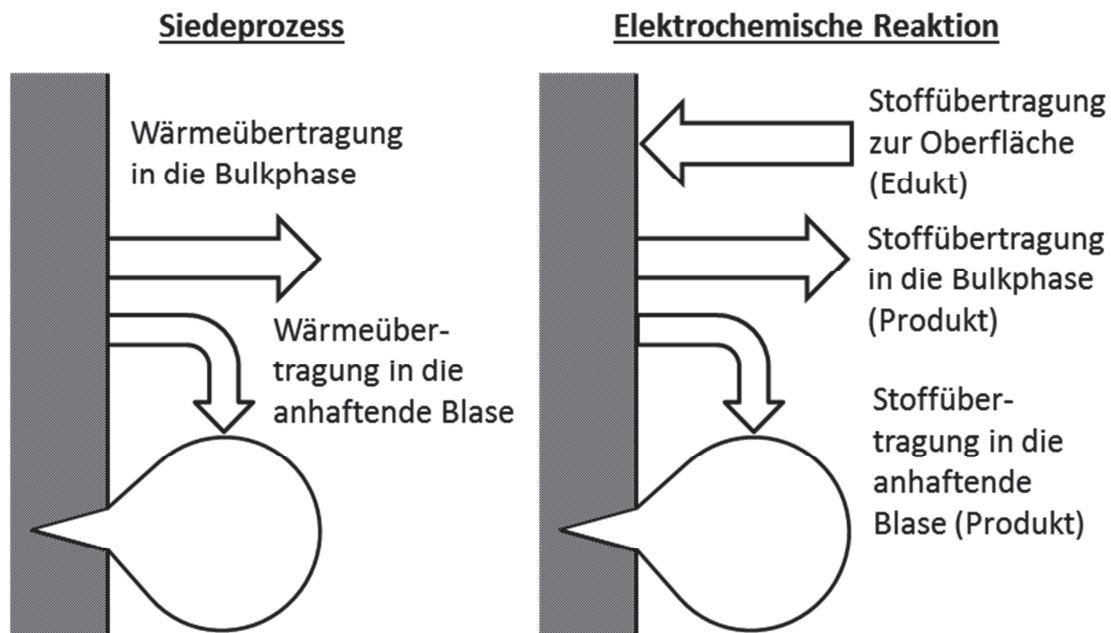 Siedeprozess
Wärmeübertragung
in die Bulkphase
Wärmeüber-
tragung in die
anhaftende Blase
Elektrochemische Reaktion
Stoffübertragung
zur Oberfläche
(Edukt)
Stoffübertragung
in die Bulkphase
(Produkt)
Stoffüber-
tragung in die
anhaftende
Blase (Produkt)